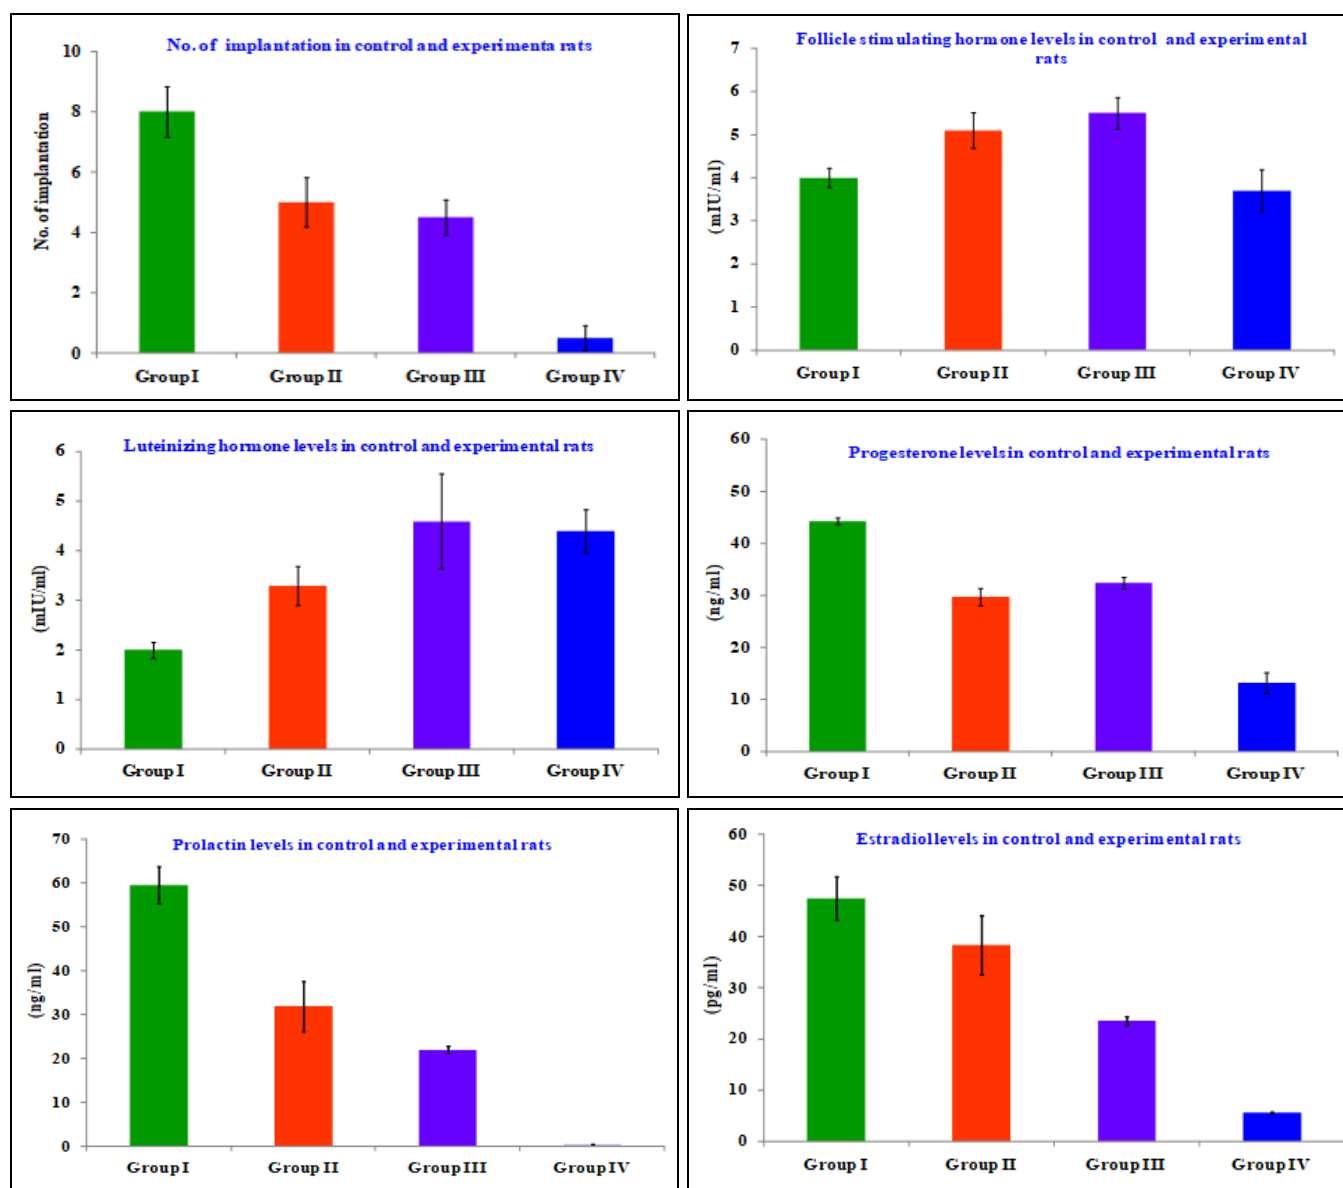 No. of implantation in control and experimenta rats
10
8
6
4
2
0
No. of implantation
Group I Group II Group III Group IV
Follicle stimulating hormone levels in control and experimental
rats
7
6
5
4
3
2
1
0
(mIU/ml)
Group I Group II Group III Group IV
Luteinizing hormone levels in control and experimental rats
6
5
4
3
2
1
0
(mIU/ml)
Group I Group II Group III Group IV
Progesterone levels in control and experimental rats
60
50
40
30
20
10
0
(ng/ml)
Group I Group II Group III Group IV
Prolactin levels in control and experimental rats
70
60
50
40
30
20
10
0
(ng/ml)
Group I Group II Group III Group IV
Estradiol levels in control and experimental rats
60
50
40
30
20
10
0
(pg/ml)
Group I Group II Group III Group IV